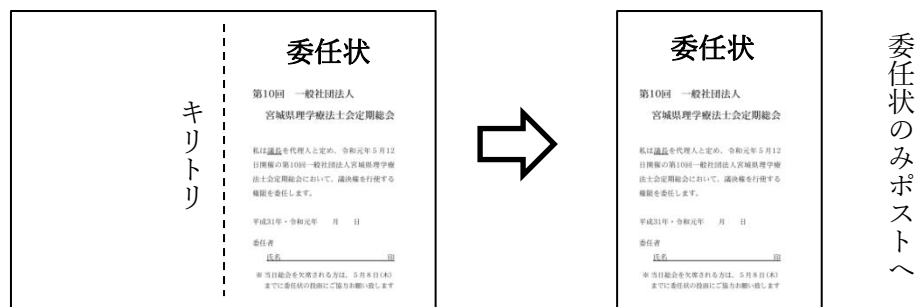 キリトリ
委任状
第10回　一般社団法人
宮城県理学療法士会定期総会
私は議長を代理人と定め、令和元年５月12
日開催の第10回一般社団法人宮城県理学療
法士会定期総会において、議決権を行使する
権限を委任します。
平成31年・令和元年　　月　　日
委任者
氏名　　　　　　　　　　印
※ 当日総会を欠席される方は、５月８日(木)
までに委任状の投函にご協力お願い致します
委任状
第10回　一般社団法人
宮城県理学療法士会定期総会
私は議長を代理人と定め、令和元年５月12
日開催の第10回一般社団法人宮城県理学療
法士会定期総会において、議決権を行使する
権限を委任します。
平成31年・令和元年　　月　　日
委任者
氏名　　　　　　　　　　印
※ 当日総会を欠席される方は、５月８日(木)
までに委任状の投函にご協力お願い致します
委任状のみポストへ